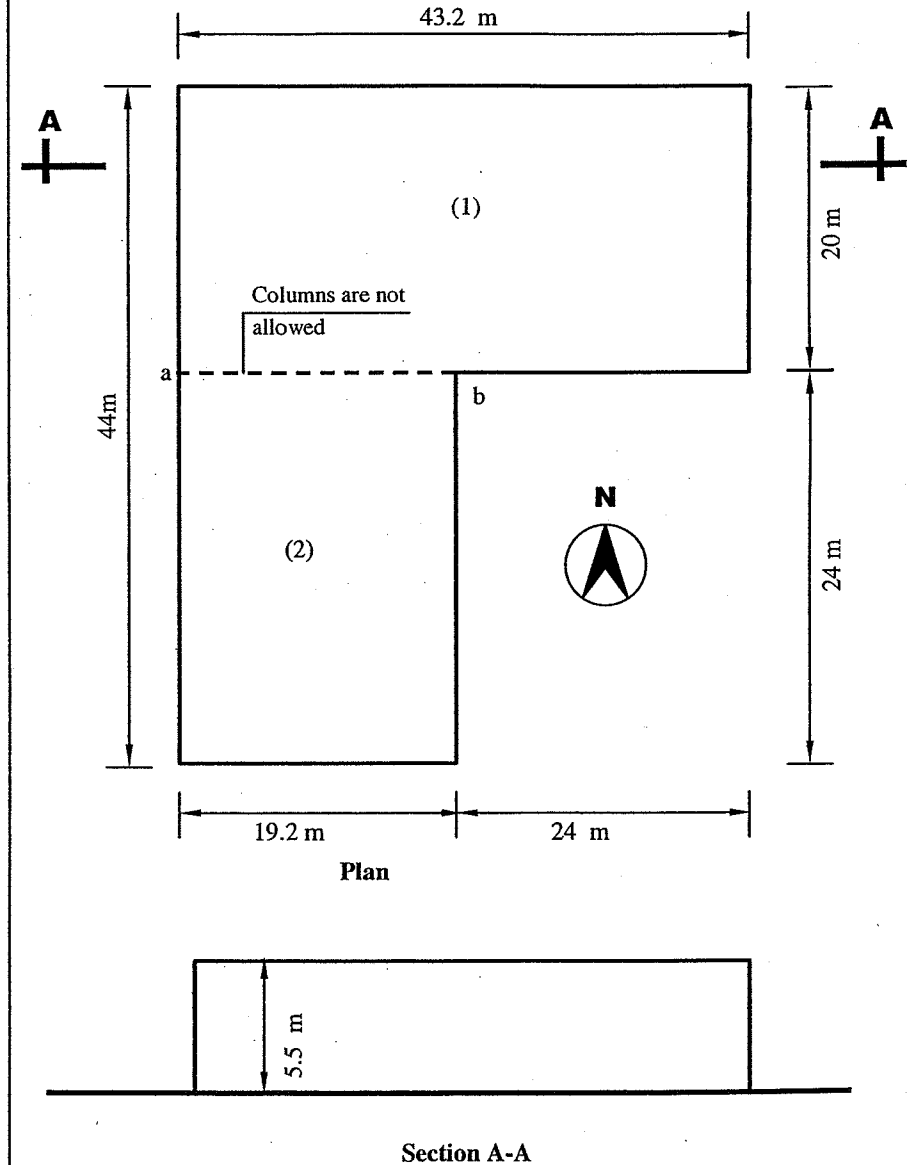 43.2 m
A
A
(1)
20 m
Columns are not
allowed
a
b
44m
N
(2)
24 m
19.2 m
24 m
Plan
5.5 m
Section A-A